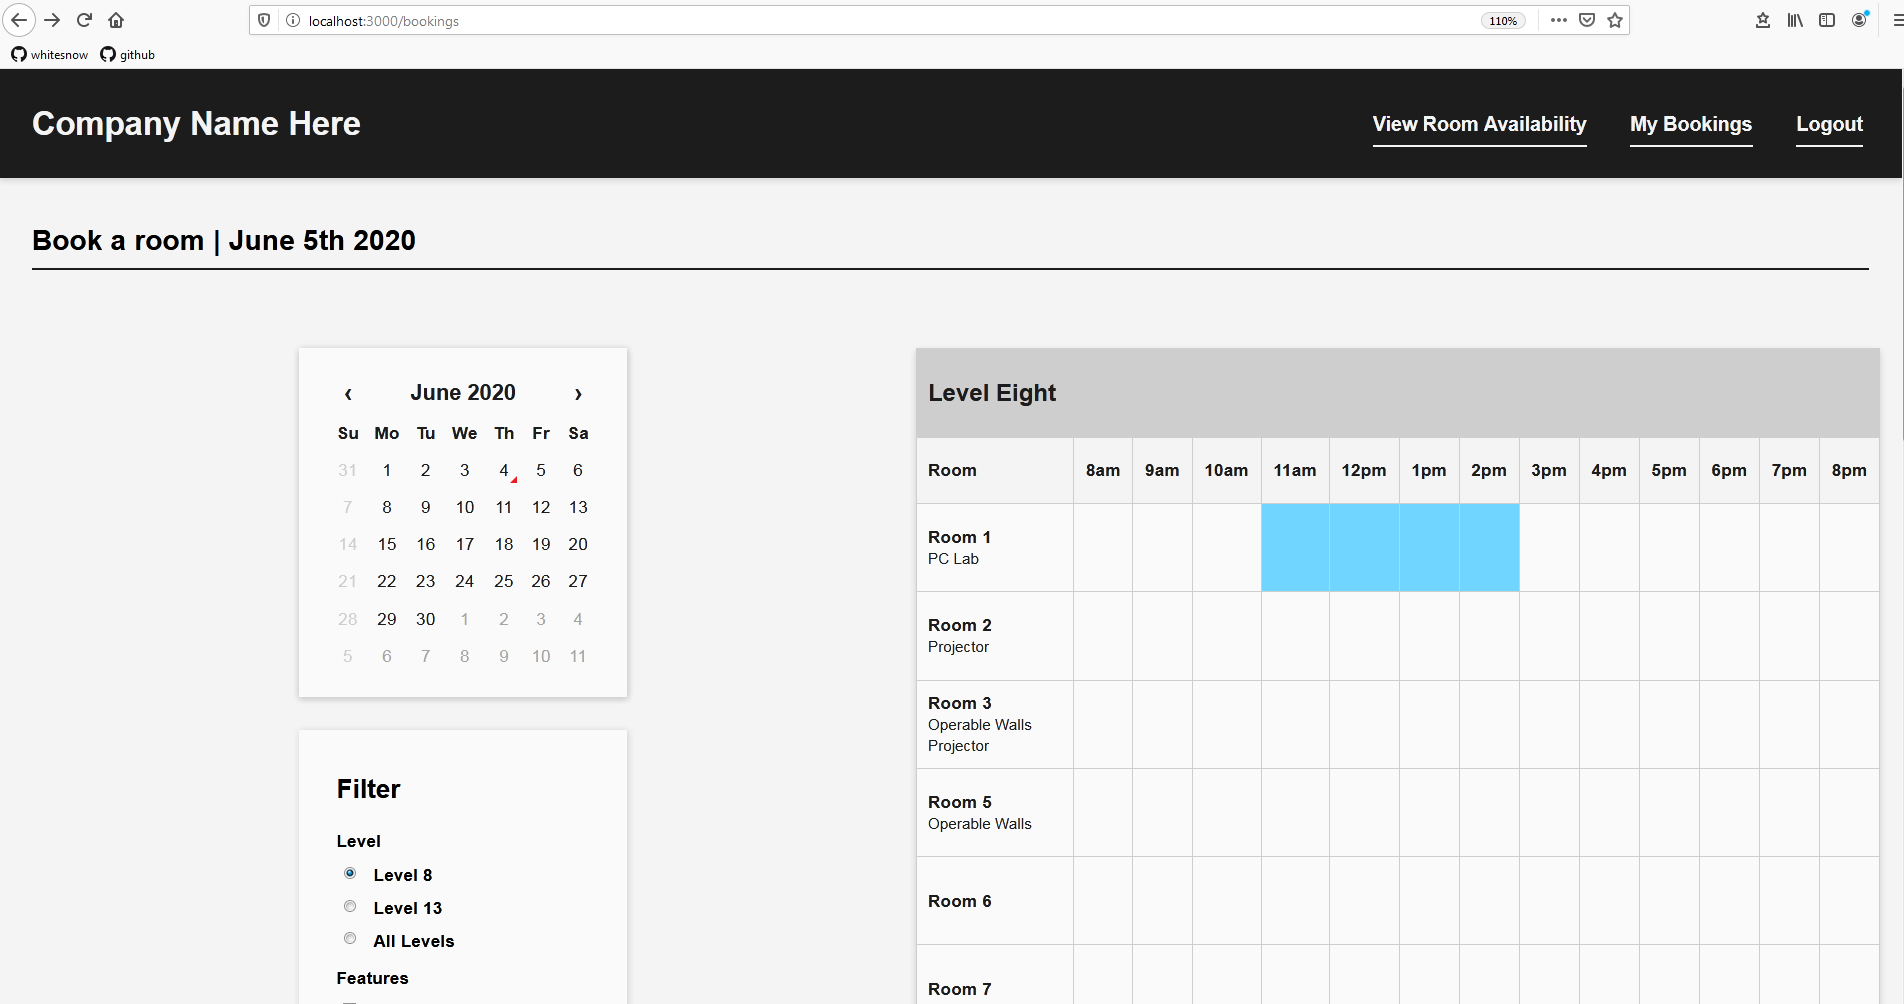 localhost:3000/bookings 110%
whitesnow github
Company Name Here View Room Availability My Bookings Logout
Book a room | June 5th 2020
‹ June 2020 ›
Su Mo Tu We Th Fr Sa
31 1 2 3 4 5 6
7 8 9 10 11 12 13
14 15 16 17 18 19 20
21 22 23 24 25 26 27
28 29 30 1 2 3 4
5 6 7 8 9 10 11
Filter
Level
Level 8
Level 13
All Levels
Features
Level Eight
Room 8am 9am 10am 11am 12pm 1pm 2pm 3pm 4pm 5pm 6pm 7pm 8pm
Room 1
PC Lab
Room 2
Projector
Room 3
Operable Walls
Projector
Room 5
Operable Walls
Room 6
Room 7